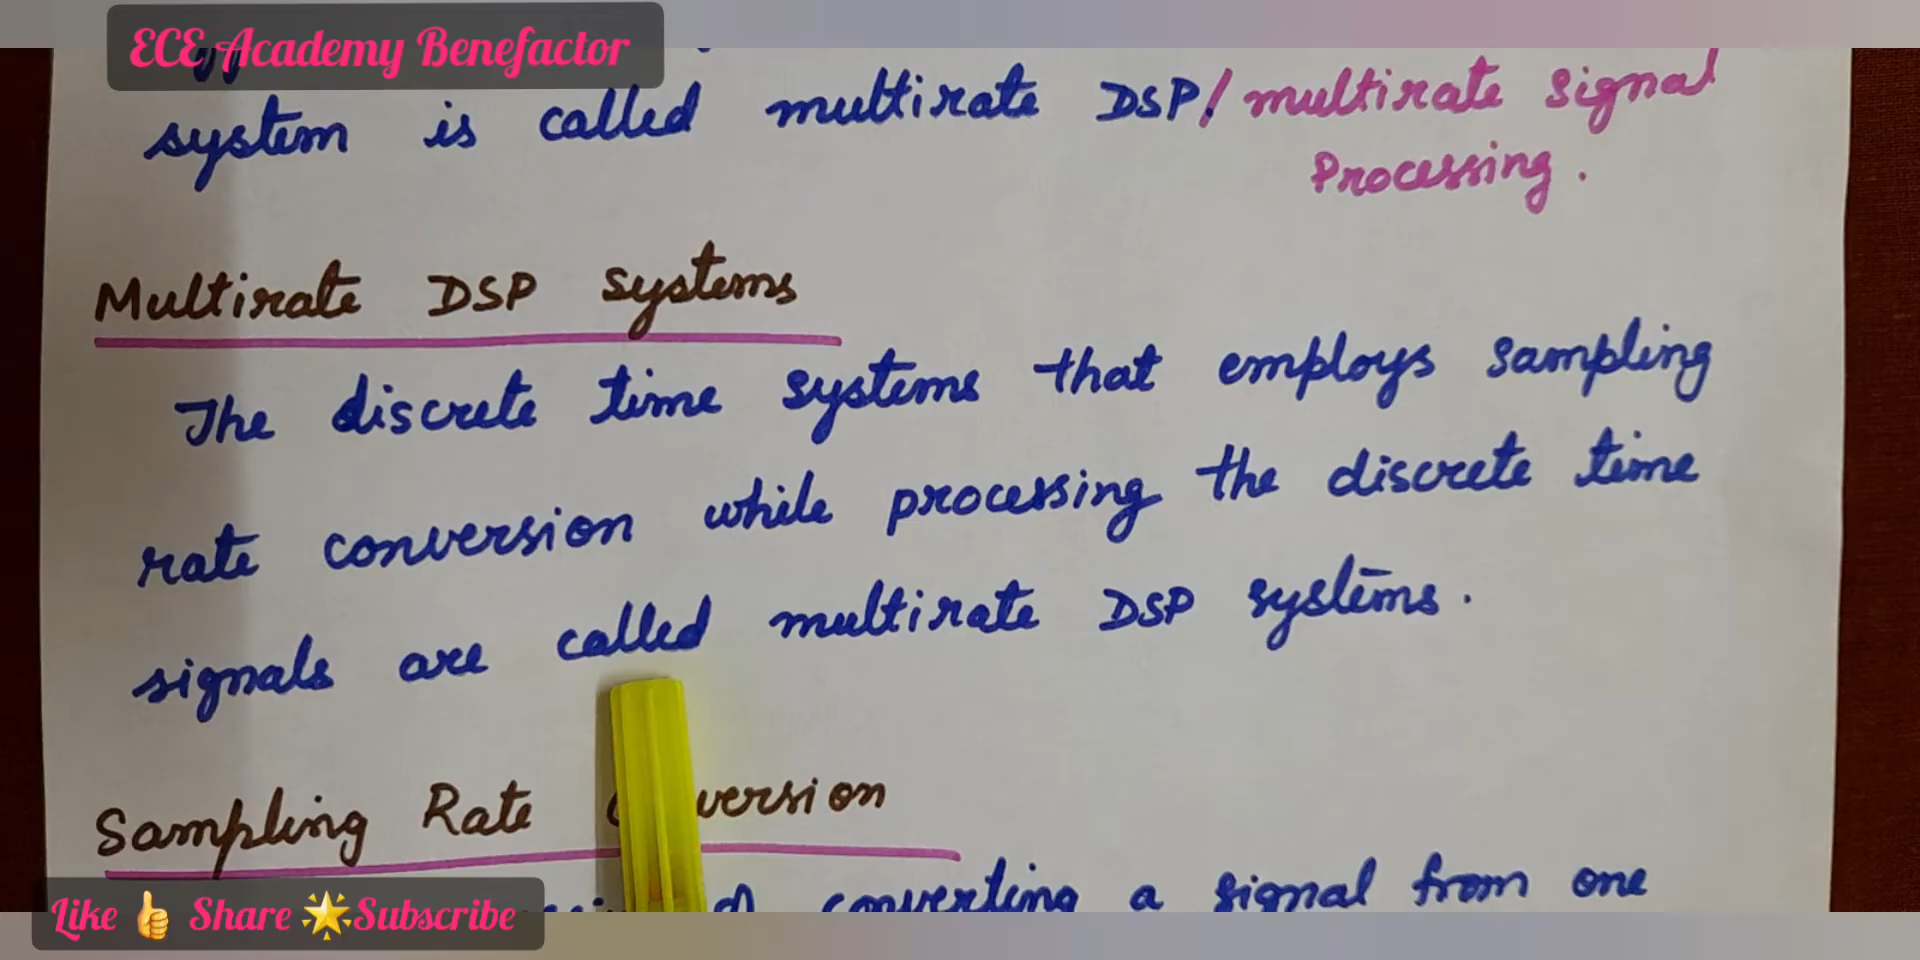 ECE Academy Benefactor
system is called multirate DSP/ multirate signal
Processing.
Multirate DSP systems
The discrete time systems that employs sampling
rate conversion while processing the discrete time
signals are called multirate DSP systems.
Sampling Rate
converting a signal from one
Like 👍 Share 🌟Subscribe